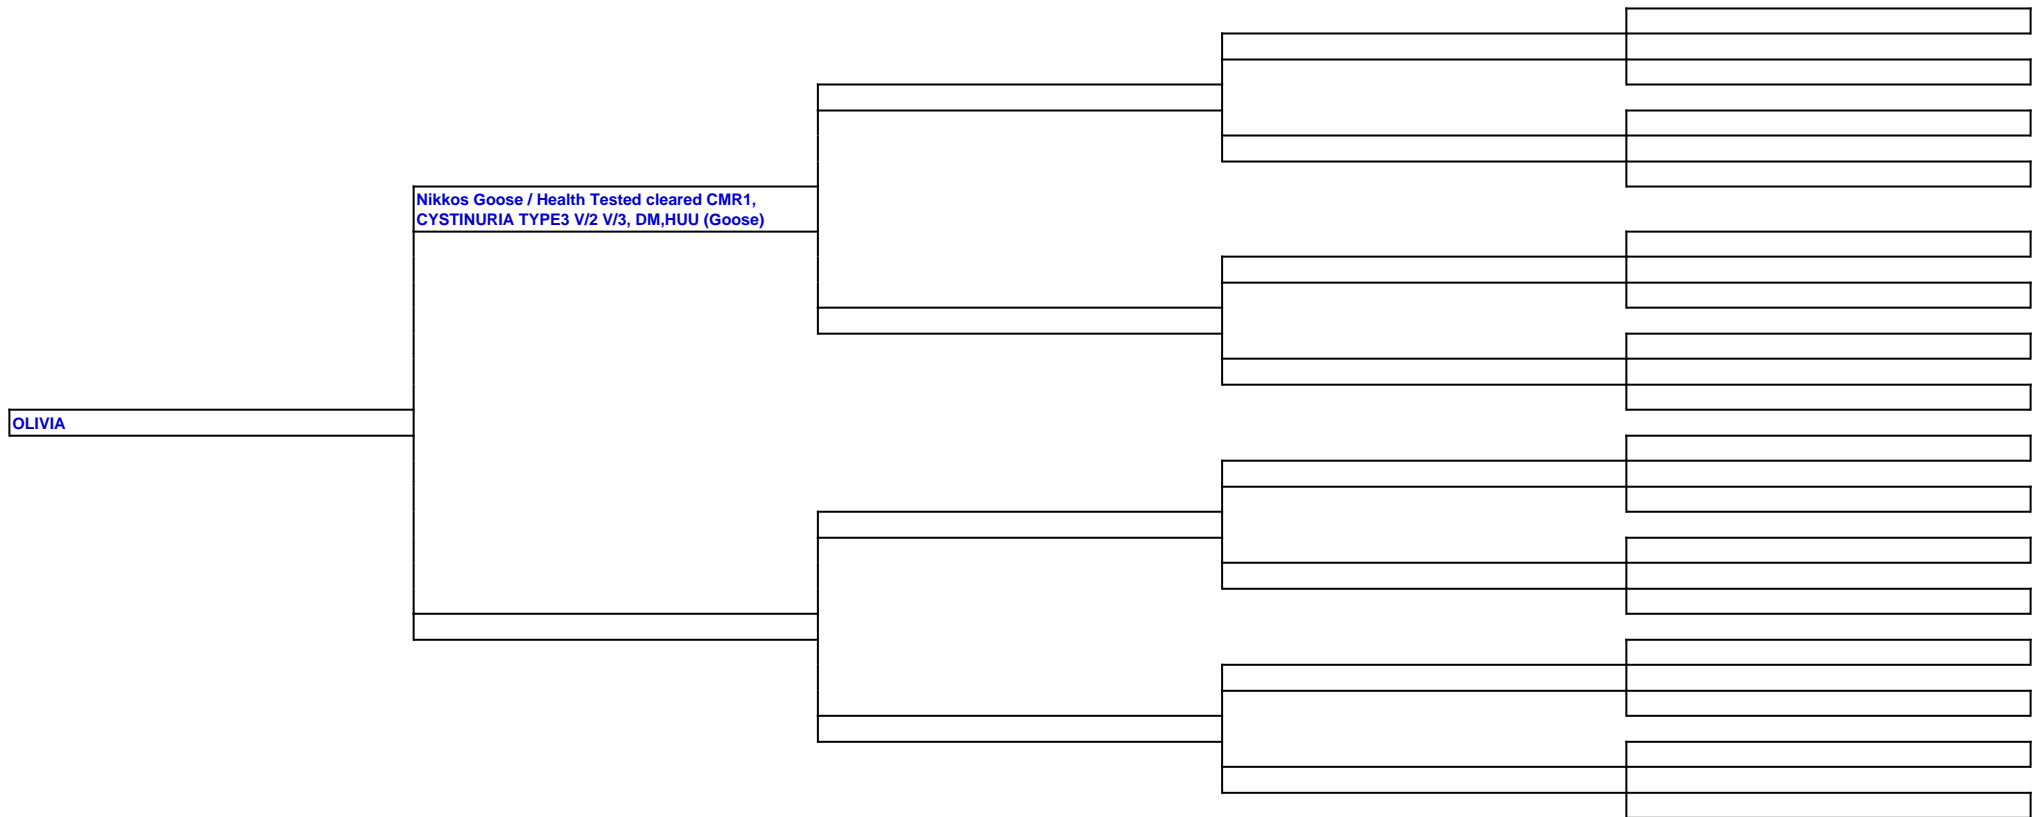 Nikkos Goose / Health Tested cleared CMR1,
CYSTINURIA TYPE3 V/2 V/3, DM,HUU (Goose)
OLIVIA